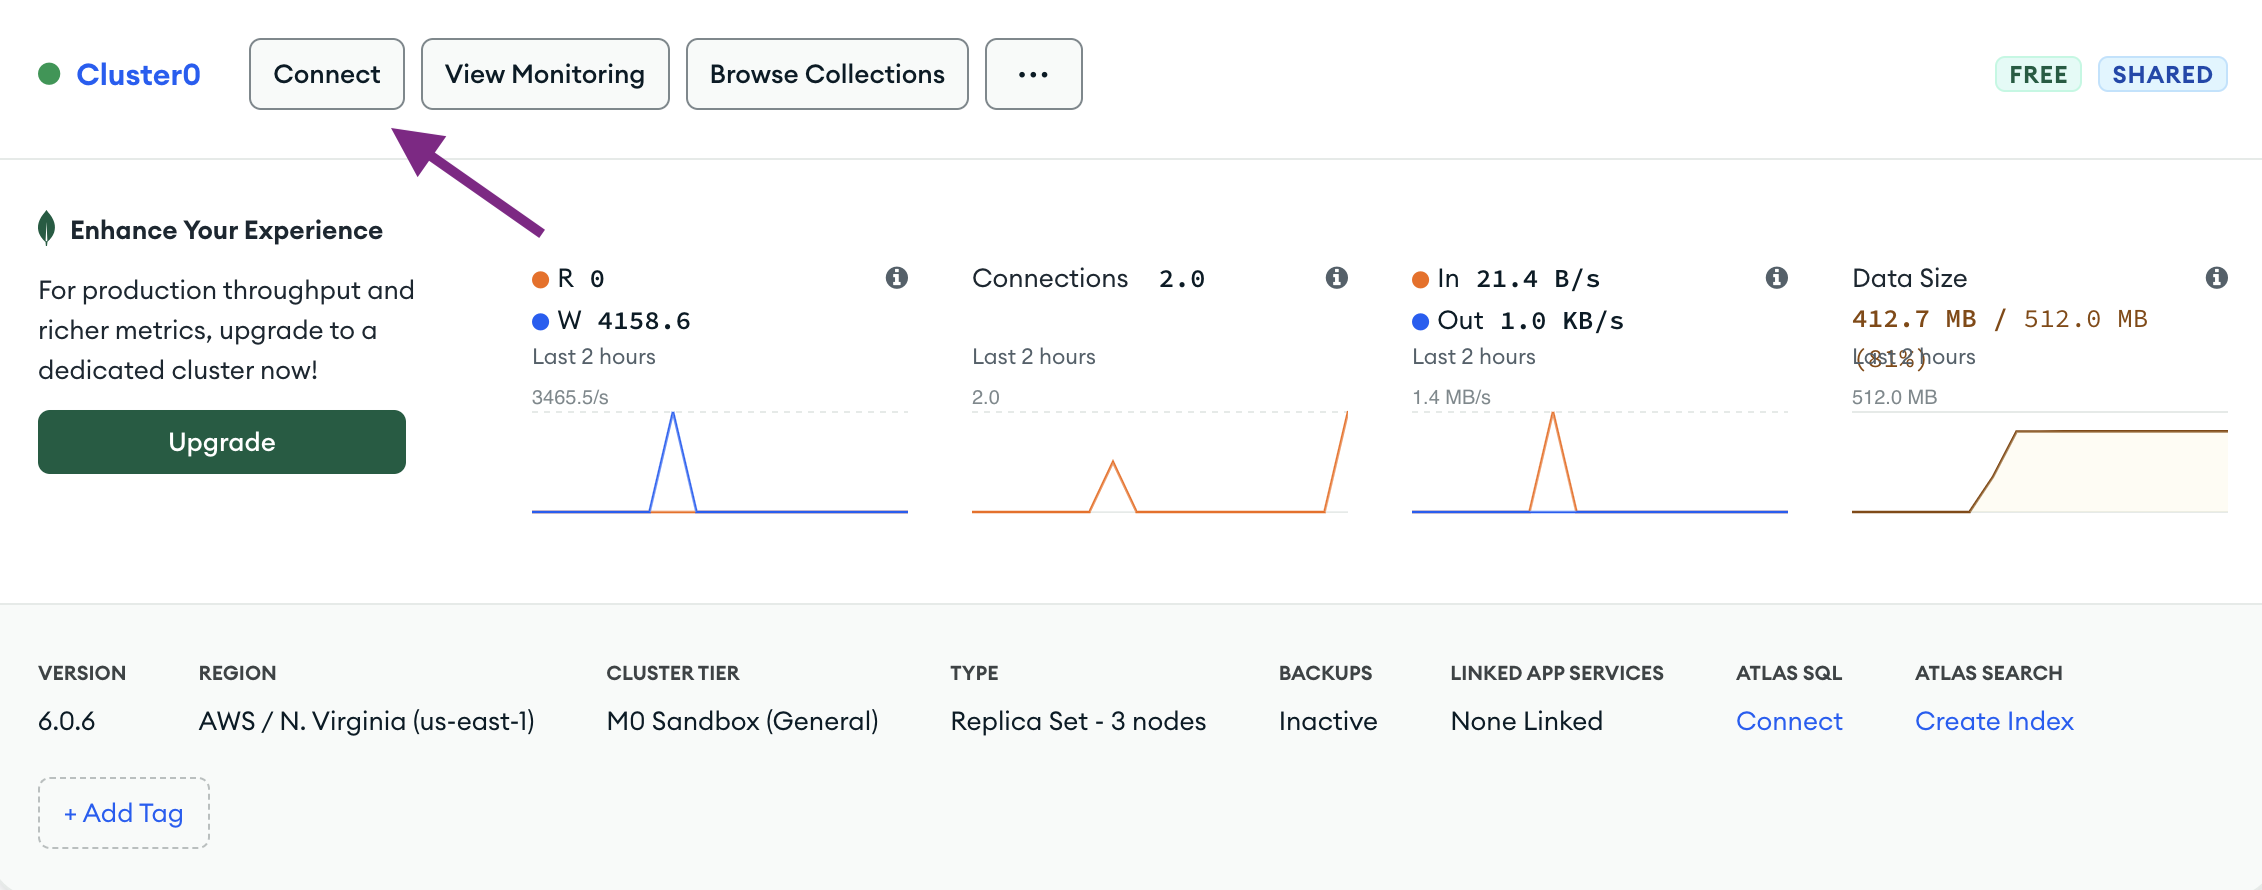 Cluster0 Connect View Monitoring Browse Collections ... FREE SHARED
Enhance Your Experience
For production throughput and
richer metrics, upgrade to a
dedicated cluster now!
Upgrade
R 0
W 4158.6
Last 2 hours
3465.5/s
Connections 2.0
Last 2 hours
2.0
In 21.4 B/s
Out 1.0 KB/s
Last 2 hours
1.4 MB/s
Data Size
412.7 MB / 512.0 MB
(81%)
Last 2 hours
512.0 MB
VERSION REGION CLUSTER TIER TYPE BACKUPS LINKED APP SERVICES ATLAS SQL ATLAS SEARCH
6.0.6 AWS / N. Virginia (us-east-1) M0 Sandbox (General) Replica Set - 3 nodes Inactive None Linked Connect Create Index
+ Add Tag